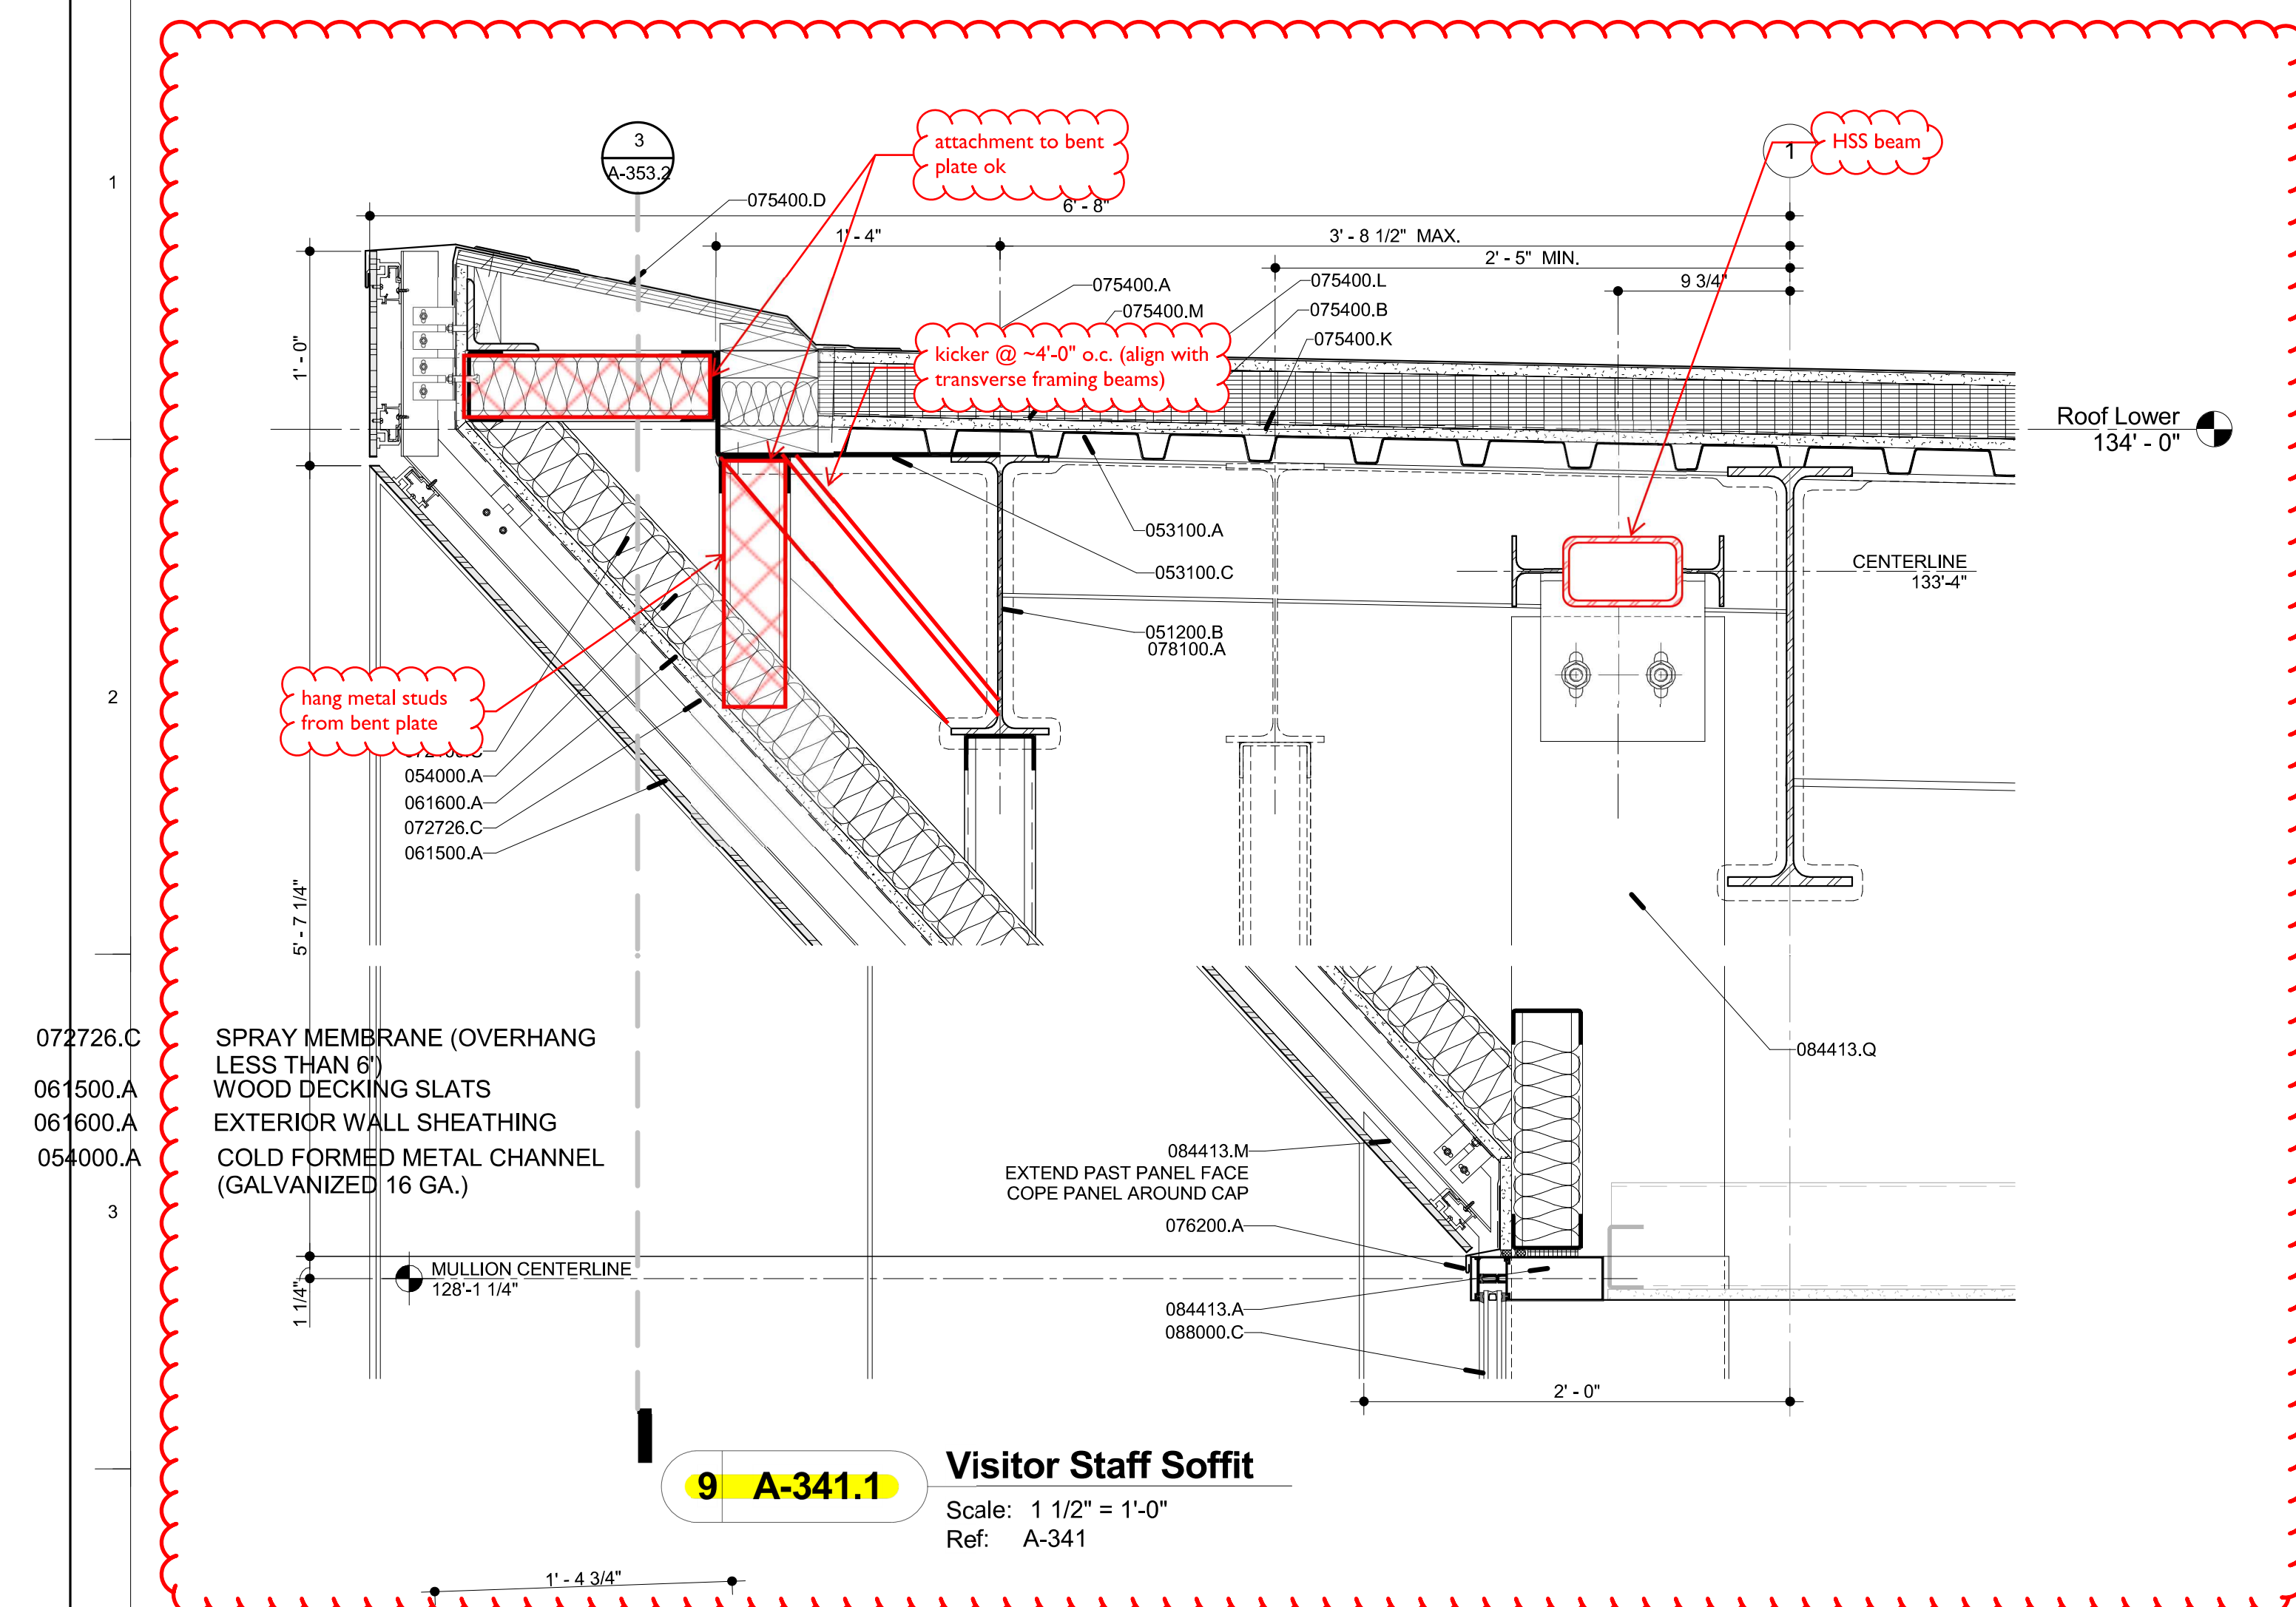 1
2
3
3
A-353.2
attachment to bent
plate ok
1
HSS beam
075400.D
6' - 8"
1' - 4"
3' - 8 1/2" MAX.
2' - 5" MIN.
9 3/4"
075400.A
075400.M
075400.L
075400.B
075400.K
kicker @ ~4'-0" o.c. (align with
transverse framing beams)
1' - 0"
Roof Lower
134' - 0"
053100.A
053100.C
CENTERLINE
133'-4"
051200.B
078100.A
hang metal studs
from bent plate
054000.A
061600.A
072726.C
061500.A
5' - 7 1/4"
072726.C SPRAY MEMBRANE (OVERHANG
LESS THAN 6')
061500.A WOOD DECKING SLATS
061600.A EXTERIOR WALL SHEATHING
054000.A COLD FORMED METAL CHANNEL
(GALVANIZED 16 GA.)
084413.Q
084413.M
EXTEND PAST PANEL FACE
COPE PANEL AROUND CAP
076200.A
MULLION CENTERLINE
128'-1 1/4"
1 1/4"
084413.A
088000.C
2' - 0"
9 A-341.1
Visitor Staff Soffit
Scale: 1 1/2" = 1'-0"
Ref: A-341
1' - 4 3/4"